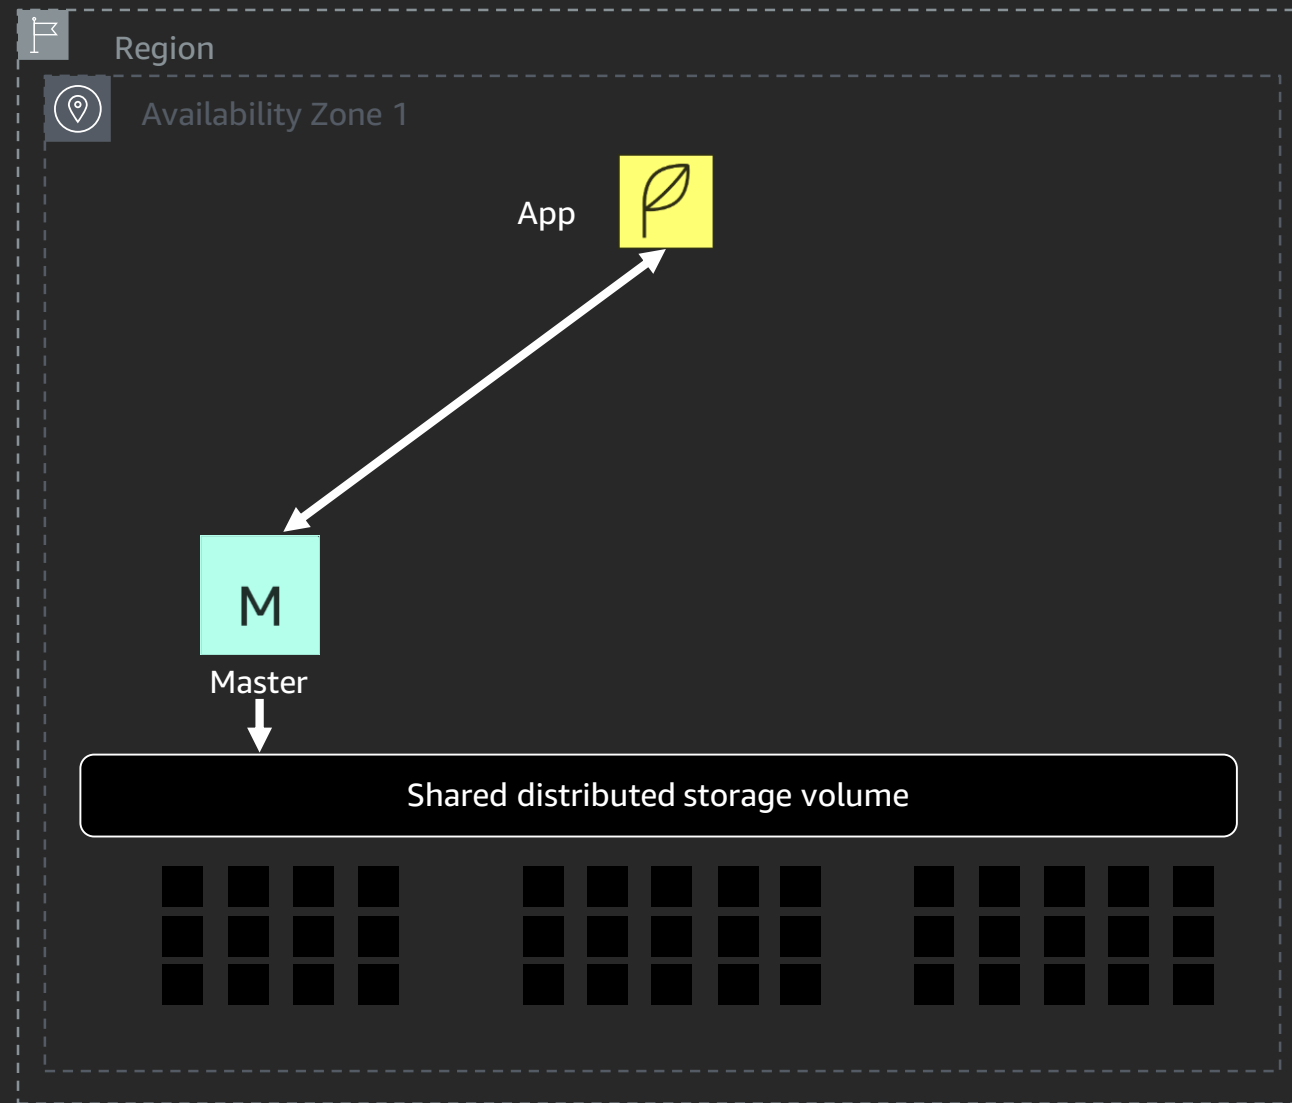 Region
Availability Zone 1
App
M
Master
Shared distributed storage volume